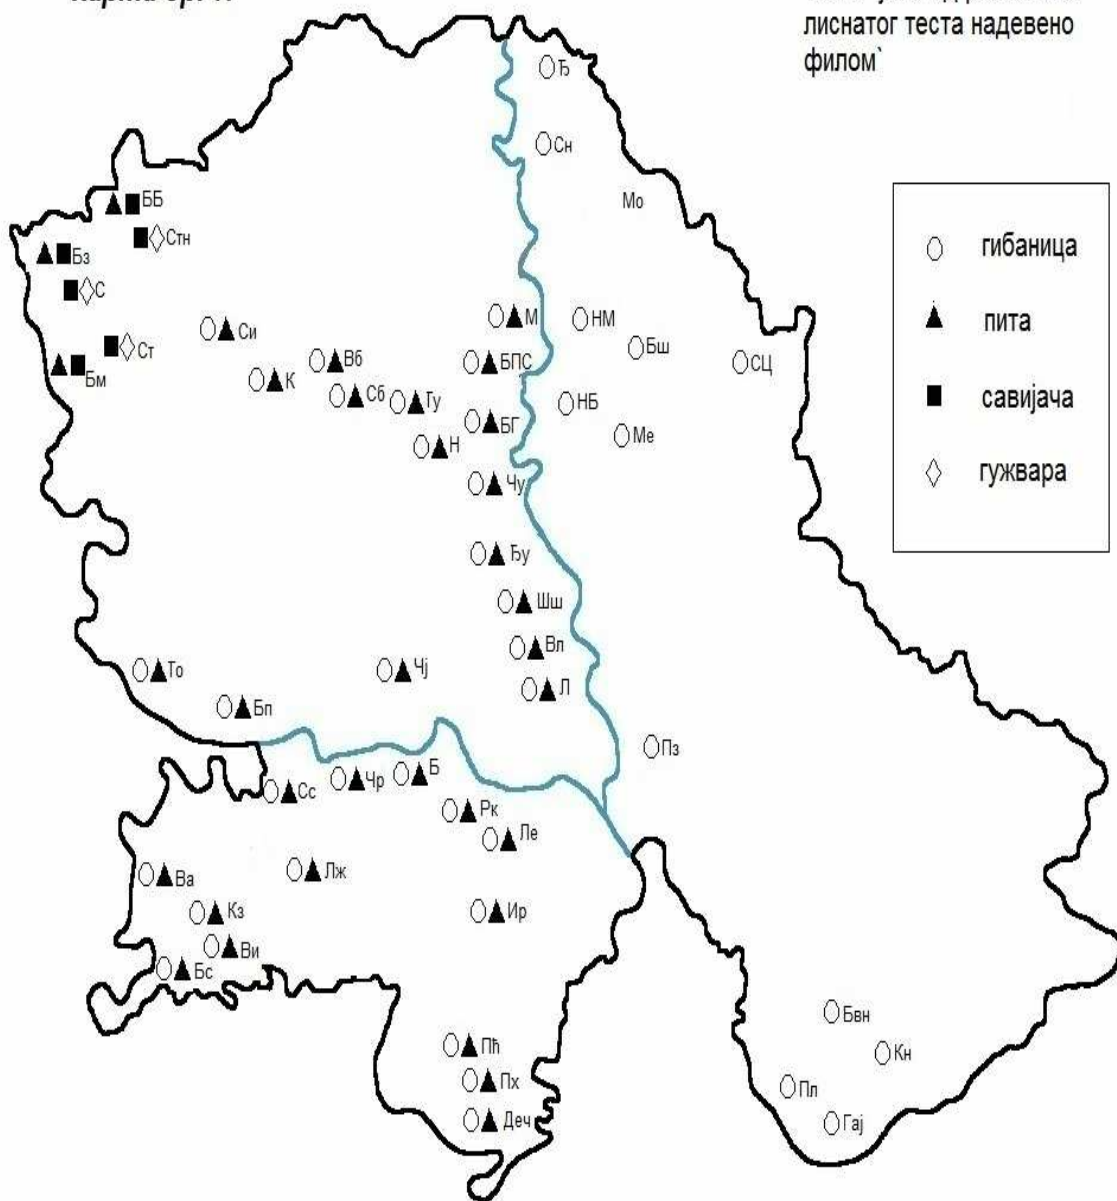 лиснатог теста надевено
филом`
Ђ
Сн
Мо
ББ
Стн
Бз
С
Ст
Бм
Си
К
Вб
Сб
Ту
Н
М
БПС
БГ
Чу
НМ
Бш
СЦ
НБ
Ме
гибаница
пита
савијача
гужвара
Ђу
Шш
Вл
Л
То
Бп
Чј
Пз
Сс
Чр
Б
Рк
Ле
Ва
Лж
Кз
Ви
Бс
Ир
Пћ
Пх
Деч
Бвн
Кн
Пл
Гај